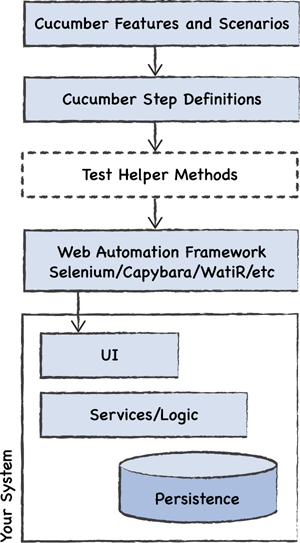 Cucumber Features and Scenarios
Cucumber Step Definitions
Test Helper Methods
Web Automation Framework
Selenium/Capybara/WatiR/etc
UI
Services/Logic
Persistence
Your System